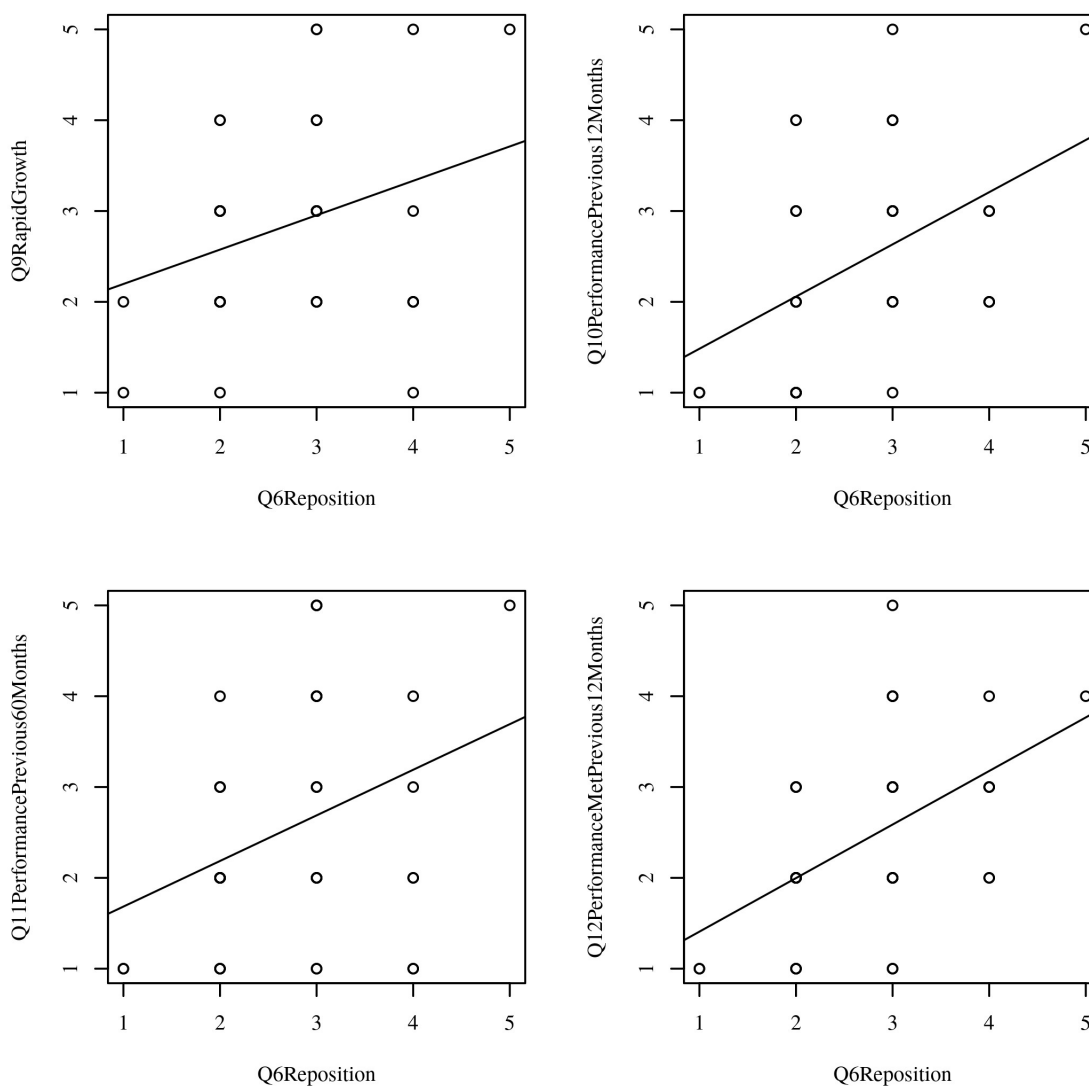 Q9RapidGrowth
5
4
3
2
1
1 2 3 4 5
Q6Reposition
Q10PerformancePrevious12Months
5
4
3
2
1
1 2 3 4 5
Q6Reposition
Q11PerformancePrevious60Months
5
4
3
2
1
1 2 3 4 5
Q6Reposition
Q12PerformanceMetPrevious12Months
5
4
3
2
1
1 2 3 4 5
Q6Reposition